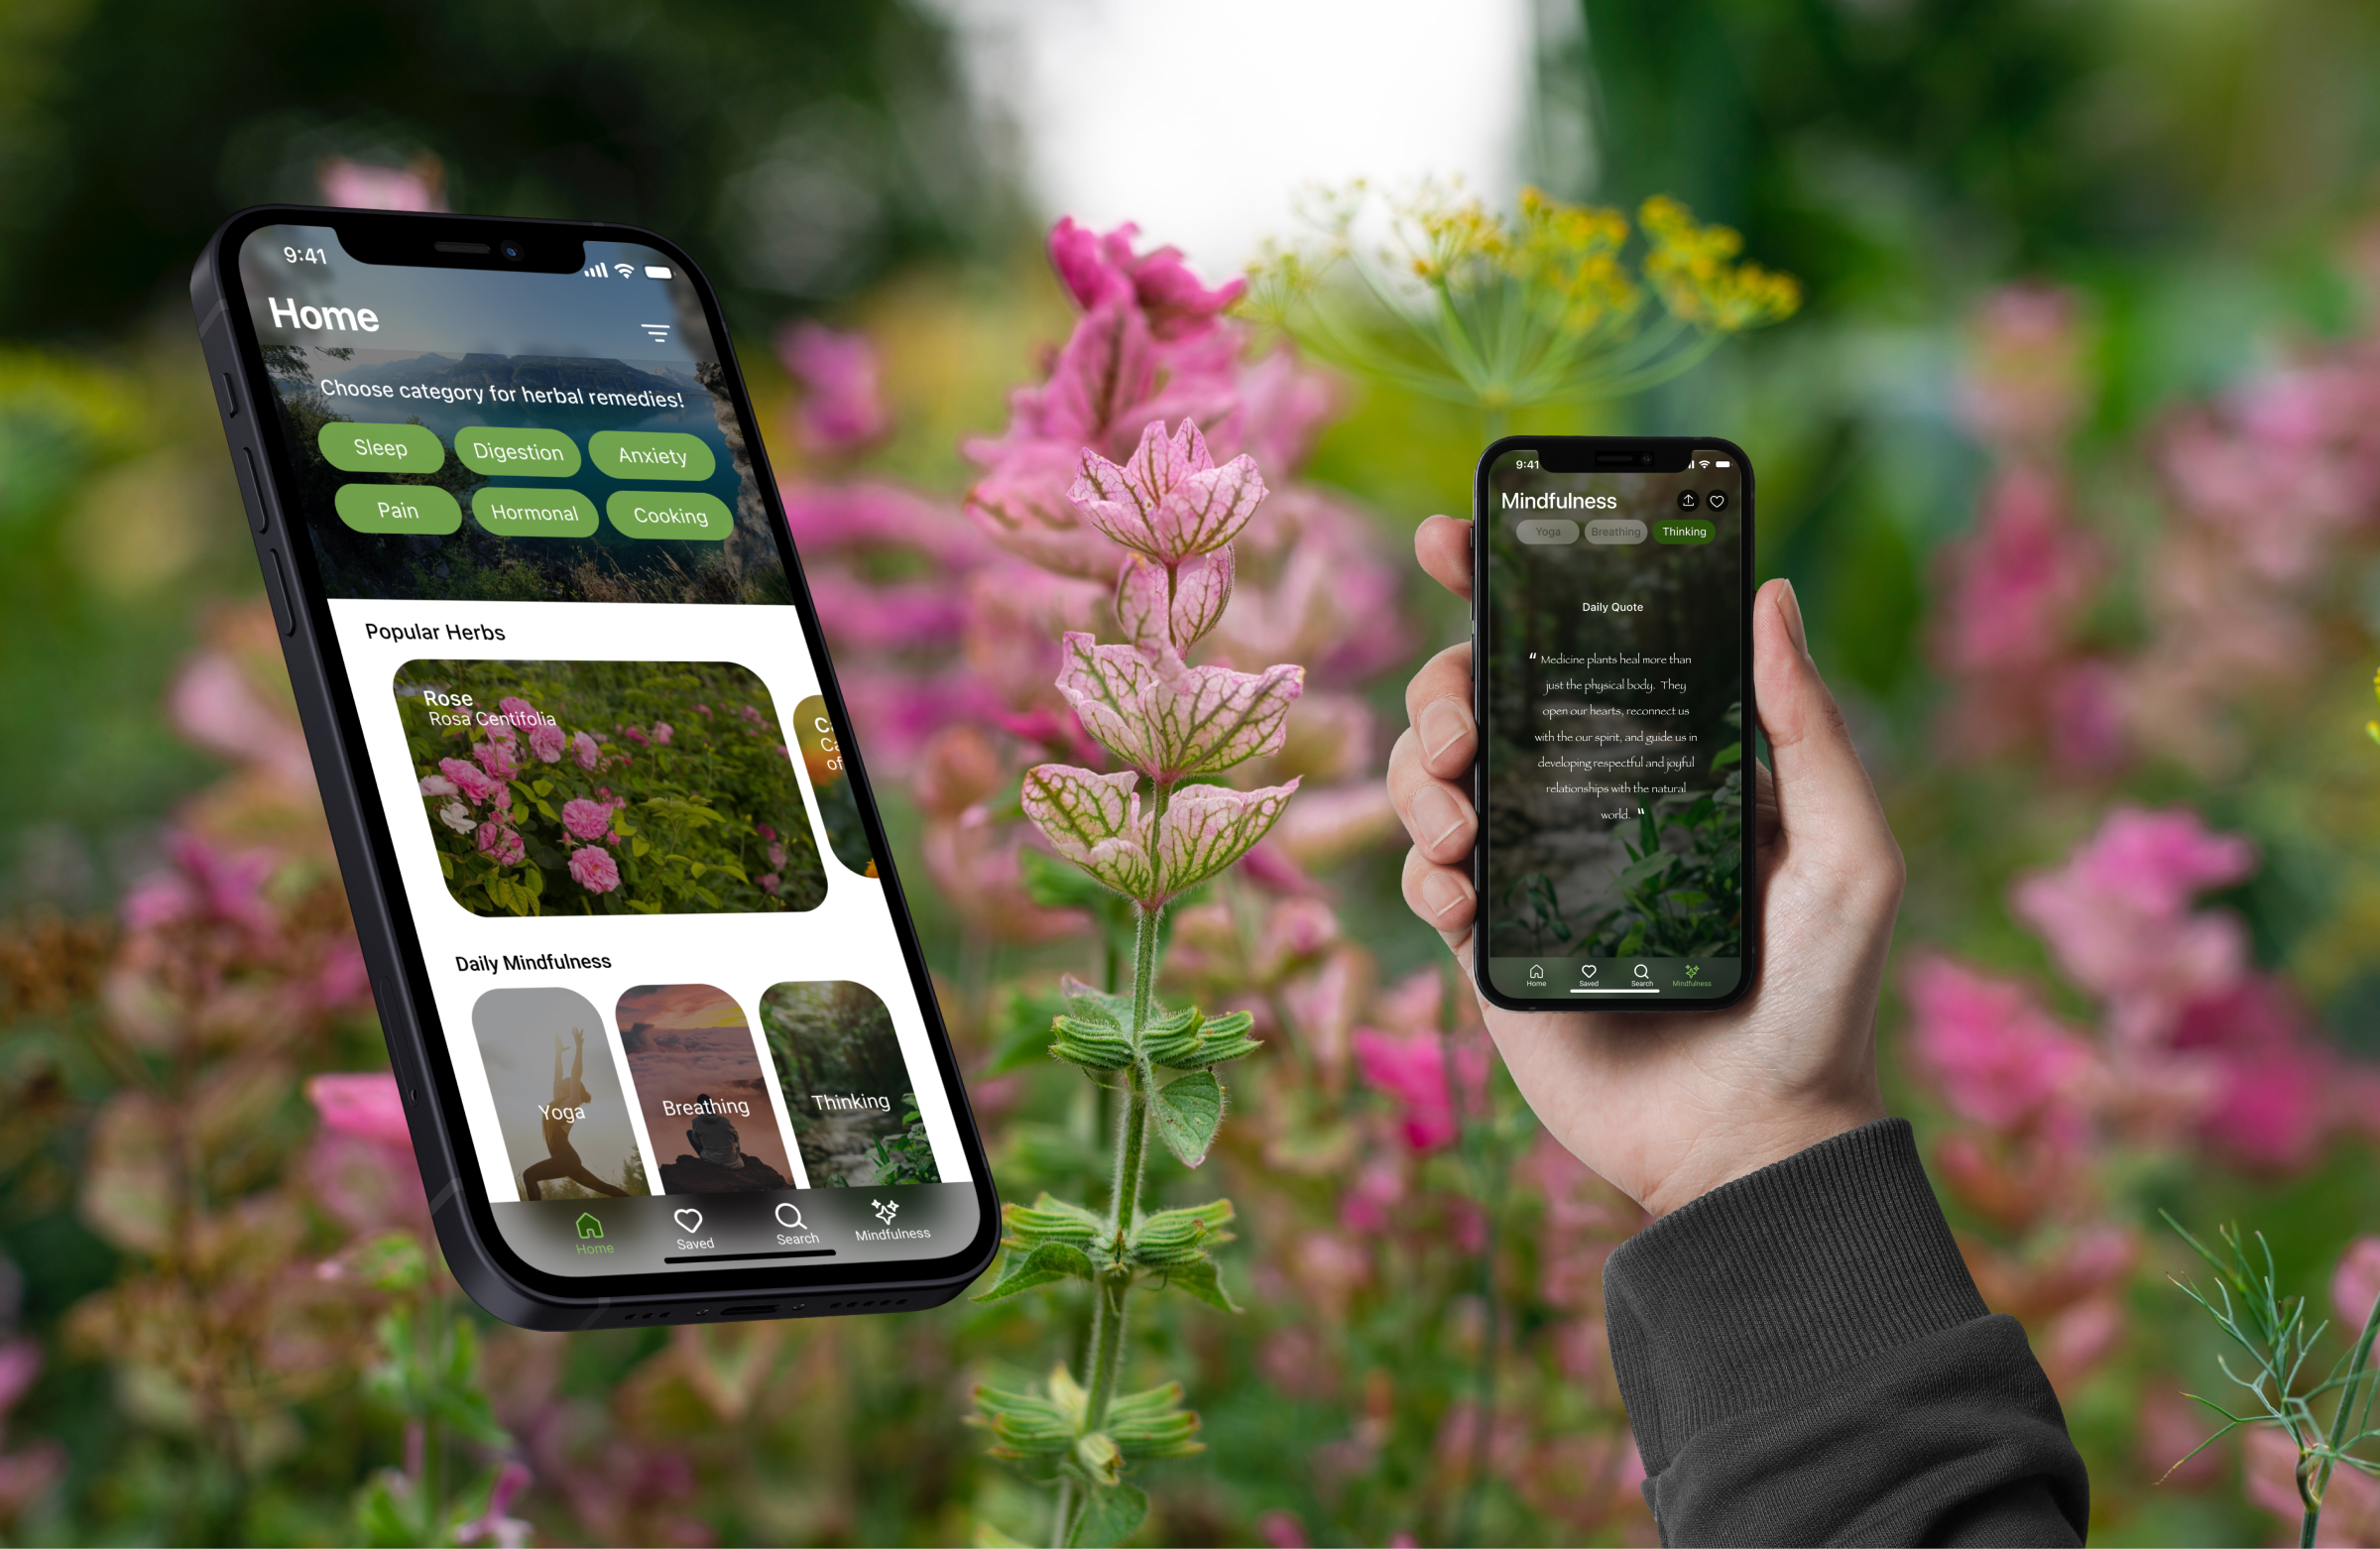 9:41
Home
Choose category for herbal remedies!
Sleep
Digestion
Anxiety
Pain
Hormonal
Cooking
Popular Herbs
Rose
Rosa Centifolia
C
Ca
of
Daily Mindfulness
Yoga
Breathing
Thinking
Home
Saved
Search
Mindfulness
9:41
Mindfulness
Yoga
Breathing
Thinking
Daily Quote
“ Medicine plants heal more than
just the physical body. They
open our hearts, reconnect us
with the our spirit, and guide us in
developing respectful and joyful
relationships with the natural
world. ”
Home
Saved
Search
Mindfulness